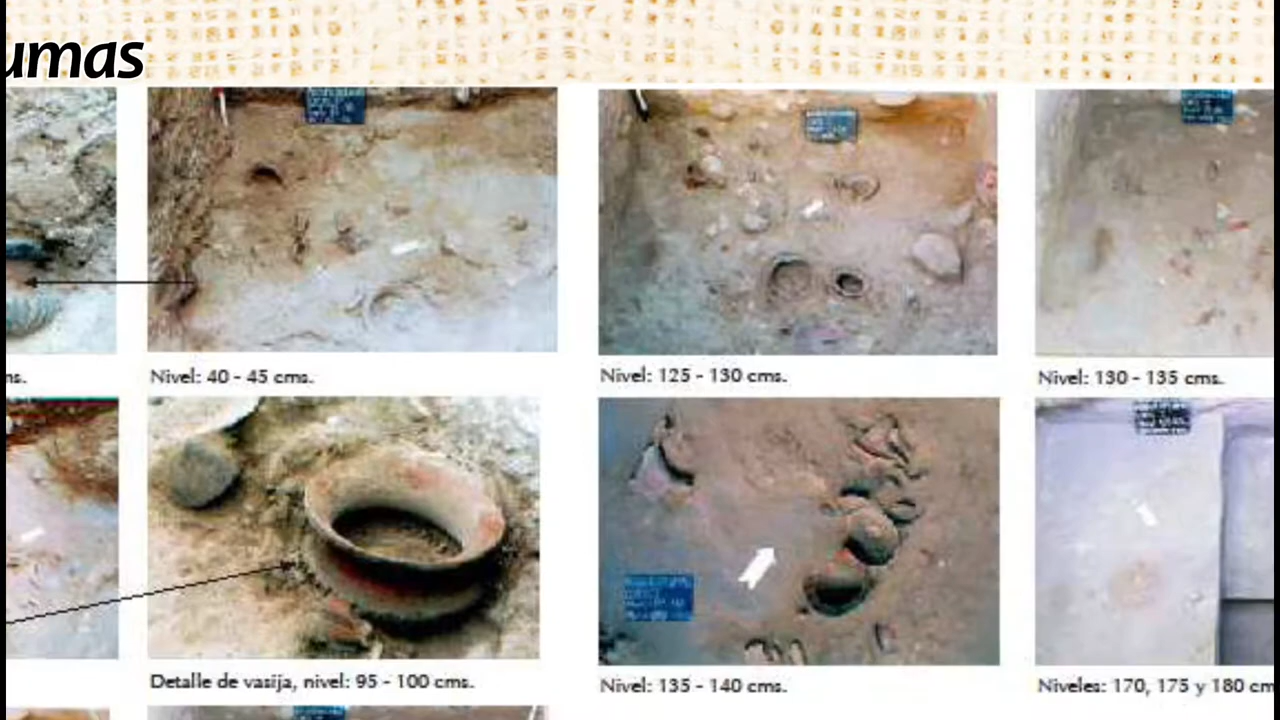 umas
ms.
Nivel: 40 - 45 cms.
Nivel: 125 - 130 cms.
Nivel: 130 - 135 cms.
Detalle de vasija, nivel: 95 - 100 cms.
Nivel: 135 - 140 cms.
Niveles: 170, 175 y 180 cm